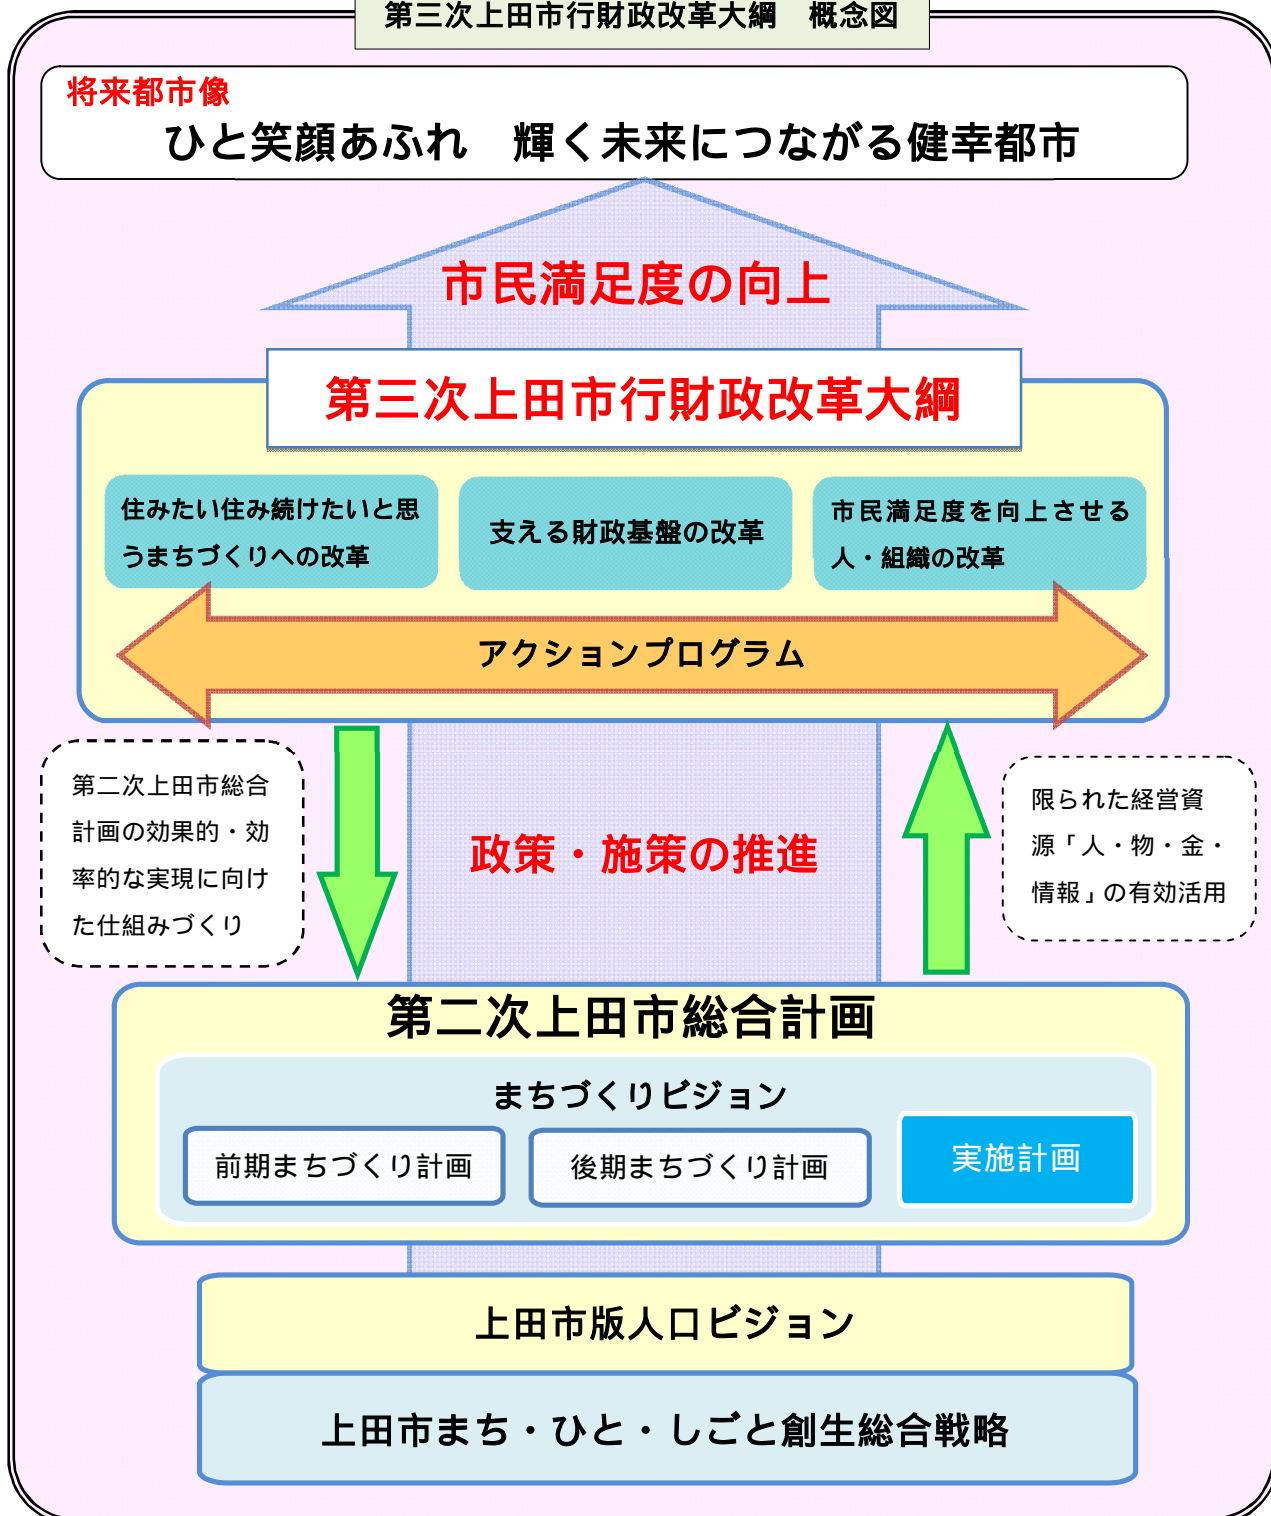 第三次上田市行財政改革大綱　概念図
将来都市像
ひと笑顔あふれ　輝く未来につながる健幸都市
市民満足度の向上
第三次上田市行財政改革大綱
住みたい住み続けたいと思
うまちづくりへの改革
支える財政基盤の改革
市民満足度を向上させる
人・組織の改革
アクションプログラム
第二次上田市総合
計画の効果的・効
率的な実現に向け
た仕組みづくり
政策・施策の推進
限られた経営資
源「人・物・金・
情報」の有効活用
第二次上田市総合計画
まちづくりビジョン
前期まちづくり計画
後期まちづくり計画
実施計画
上田市版人口ビジョン
上田市まち・ひと・しごと創生総合戦略